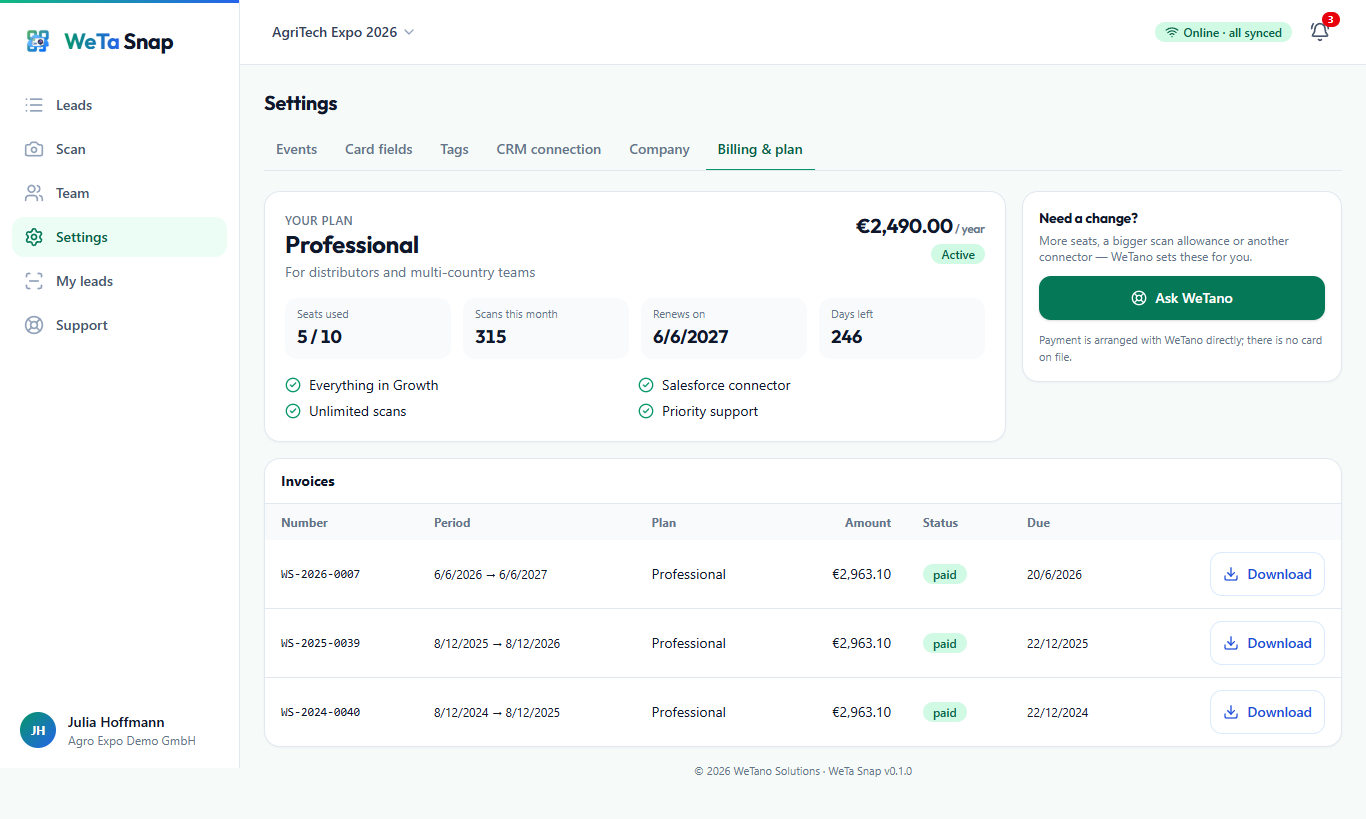 WeTa Snap
AgriTech Expo 2026
Online · all synced
3
Leads
Scan
Team
Settings
My leads
Support
JH
Julia Hoffmann
Agro Expo Demo GmbH
Settings
Events
Card fields
Tags
CRM connection
Company
Billing & plan
YOUR PLAN
Professional
For distributors and multi-country teams
€2,490.00 / year
Active
Seats used
5 / 10
Scans this month
315
Renews on
6/6/2027
Days left
246
Everything in Growth
Salesforce connector
Unlimited scans
Priority support
Need a change?
More seats, a bigger scan allowance or another
connector — WeTano sets these for you.
Ask WeTano
Payment is arranged with WeTano directly; there is no card
on file.
Invoices
Number Period Plan Amount Status Due
WS-2026-0007 6/6/2026 → 6/6/2027 Professional €2,963.10 paid 20/6/2026 Download
WS-2025-0039 8/12/2025 → 8/12/2026 Professional €2,963.10 paid 22/12/2025 Download
WS-2024-0040 8/12/2024 → 8/12/2025 Professional €2,963.10 paid 22/12/2024 Download
© 2026 WeTano Solutions · WeTa Snap v0.1.0